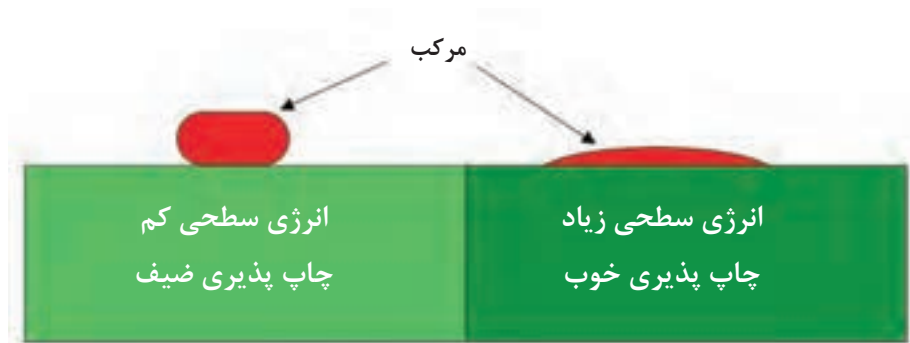 مرکب
انرژی سطحی زیاد
چاپ پذیری خوب
انرژی سطحی کم
چاپ پذیری ضیف